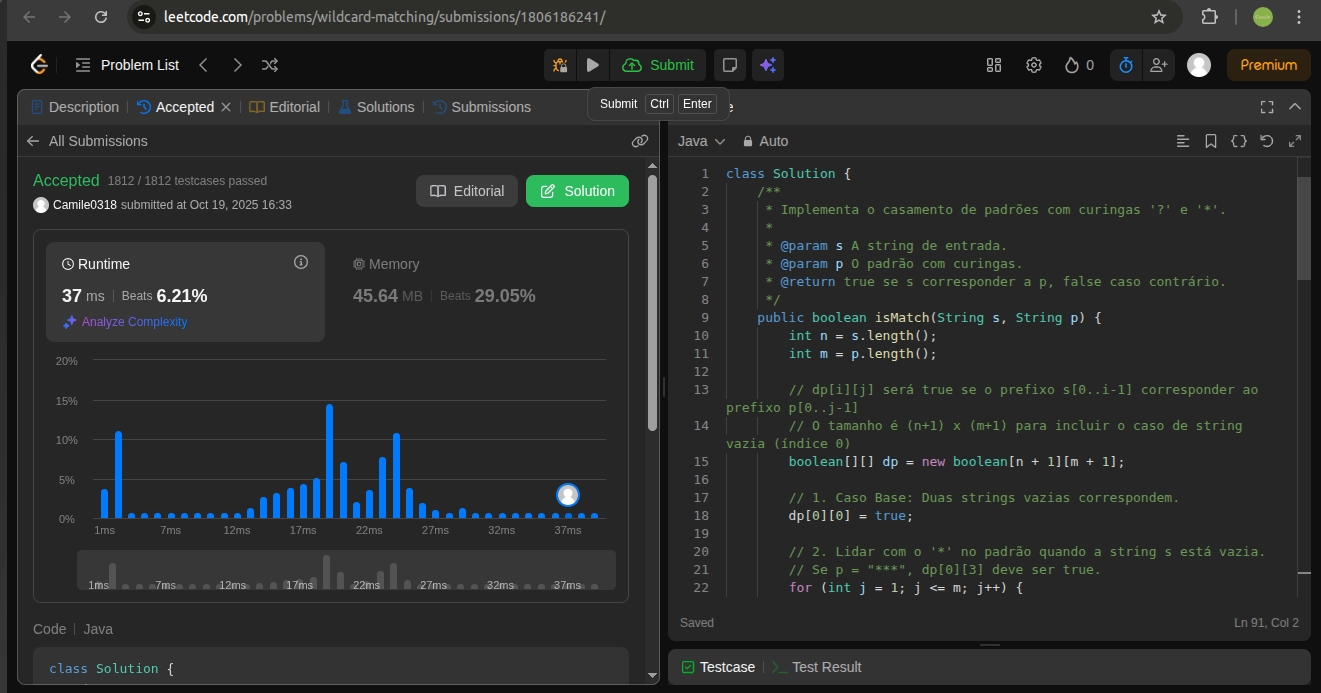 leetcode.com/problems/wildcard-matching/submissions/1806186241/
Problem List
Submit
0
Premium
Description
Accepted
Editorial
Solutions
Submissions
Submit Ctrl Enter
All Submissions
Accepted 1812 / 1812 testcases passed
Camile0318 submitted at Oct 19, 2025 16:33
Editorial
Solution
Runtime
37 ms Beats 6.21%
Analyze Complexity
Memory
45.64 MB Beats 29.05%
20%
15%
10%
5%
0%
1ms 7ms 12ms 17ms 22ms 27ms 32ms 37ms
1ms 7ms 12ms 17ms 22ms 27ms 32ms 37ms
Code Java
class Solution {
Java Auto
1 class Solution {
2 /**
3 * Implementa o casamento de padrões com curingas '?' e '*'.
4 *
5 * @param s A string de entrada.
6 * @param p O padrão com curingas.
7 * @return true se s corresponder a p, false caso contrário.
8 */
9 public boolean isMatch(String s, String p) {
10 int n = s.length();
11 int m = p.length();
12
13 // dp[i][j] será true se o prefixo s[0..i-1] corresponder ao
prefixo p[0..j-1]
14 // O tamanho é (n+1) x (m+1) para incluir o caso de string
vazia (índice 0)
15 boolean[][] dp = new boolean[n + 1][m + 1];
16
17 // 1. Caso Base: Duas strings vazias correspondem.
18 dp[0][0] = true;
19
20 // 2. Lidar com o '*' no padrão quando a string s está vazia.
21 // Se p = "***", dp[0][3] deve ser true.
22 for (int j = 1; j <= m; j++) {
Saved
Ln 91, Col 2
Testcase
Test Result